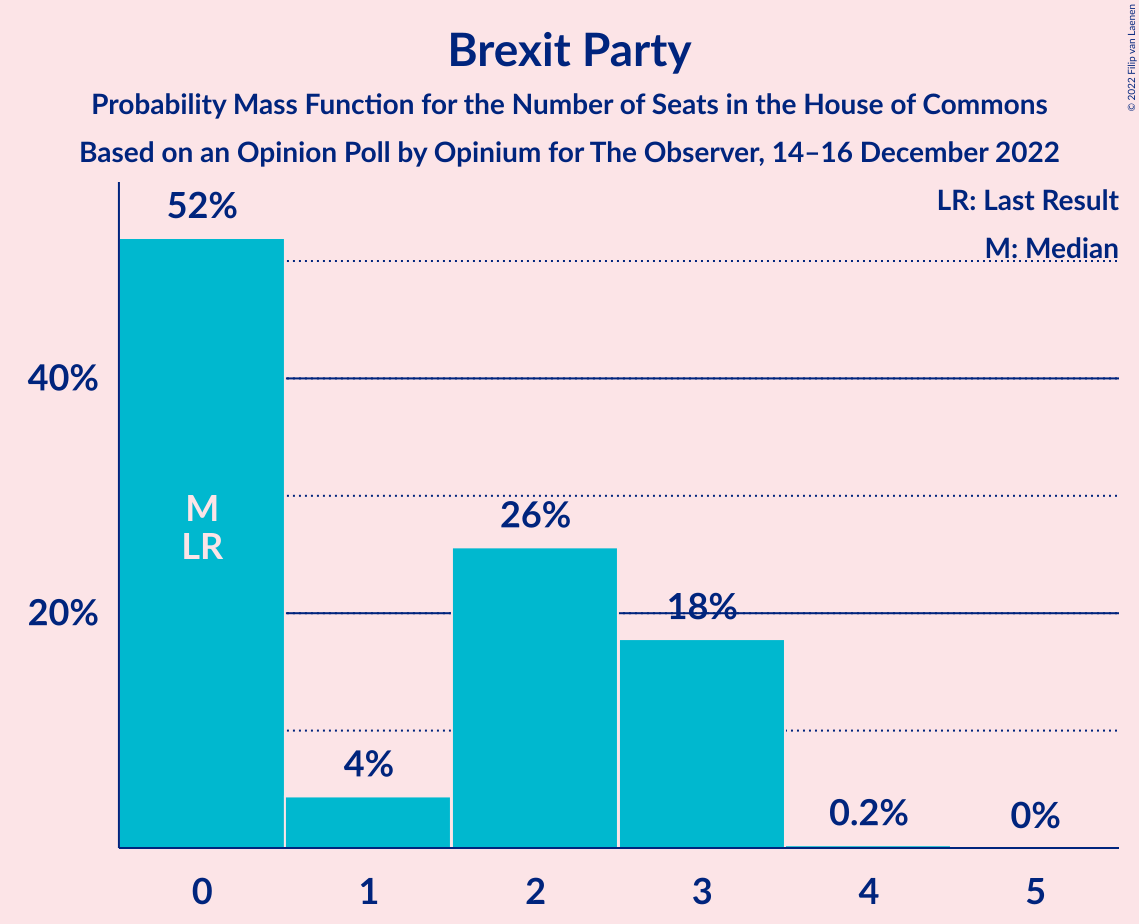 Brexit Party
Probability Mass Function for the Number of Seats in the House of Commons
Based on an Opinion Poll by Opinium for The Observer, 14–16 December 2022
© 2022 Filip van Laenen
LR: Last Result
M: Median
52%
40%
M
LR
26%
20%
18%
4%
0.2%
0%
0 1 2 3 4 5